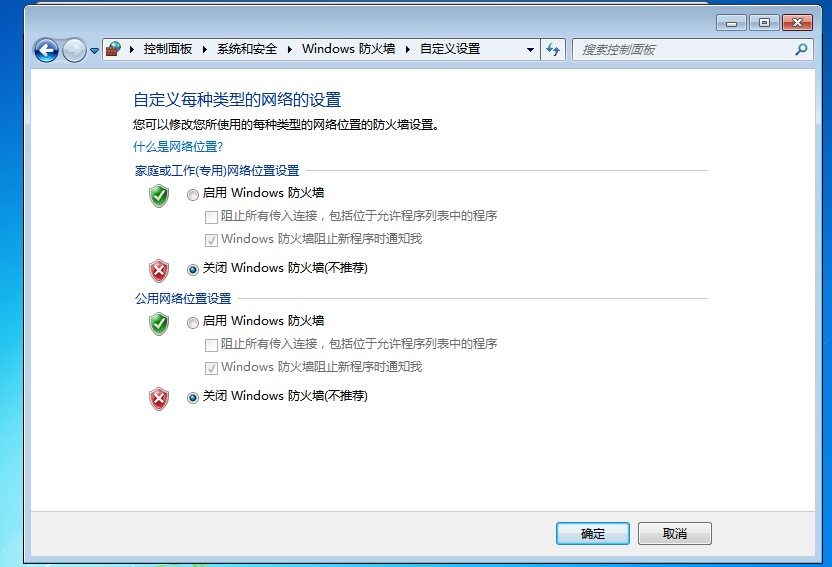 控制面板 系统和安全 Windows 防火墙 自定义设置 搜索控制面板
自定义每种类型的网络的设置
您可以修改您所使用的每种类型的网络位置的防火墙设置。
什么是网络位置?
家庭或工作(专用)网络位置设置
启用 Windows 防火墙
阻止所有传入连接，包括位于允许程序列表中的程序
Windows 防火墙阻止新程序时通知我
关闭 Windows 防火墙(不推荐)
公用网络位置设置
启用 Windows 防火墙
阻止所有传入连接，包括位于允许程序列表中的程序
Windows 防火墙阻止新程序时通知我
关闭 Windows 防火墙(不推荐)
确定 取消